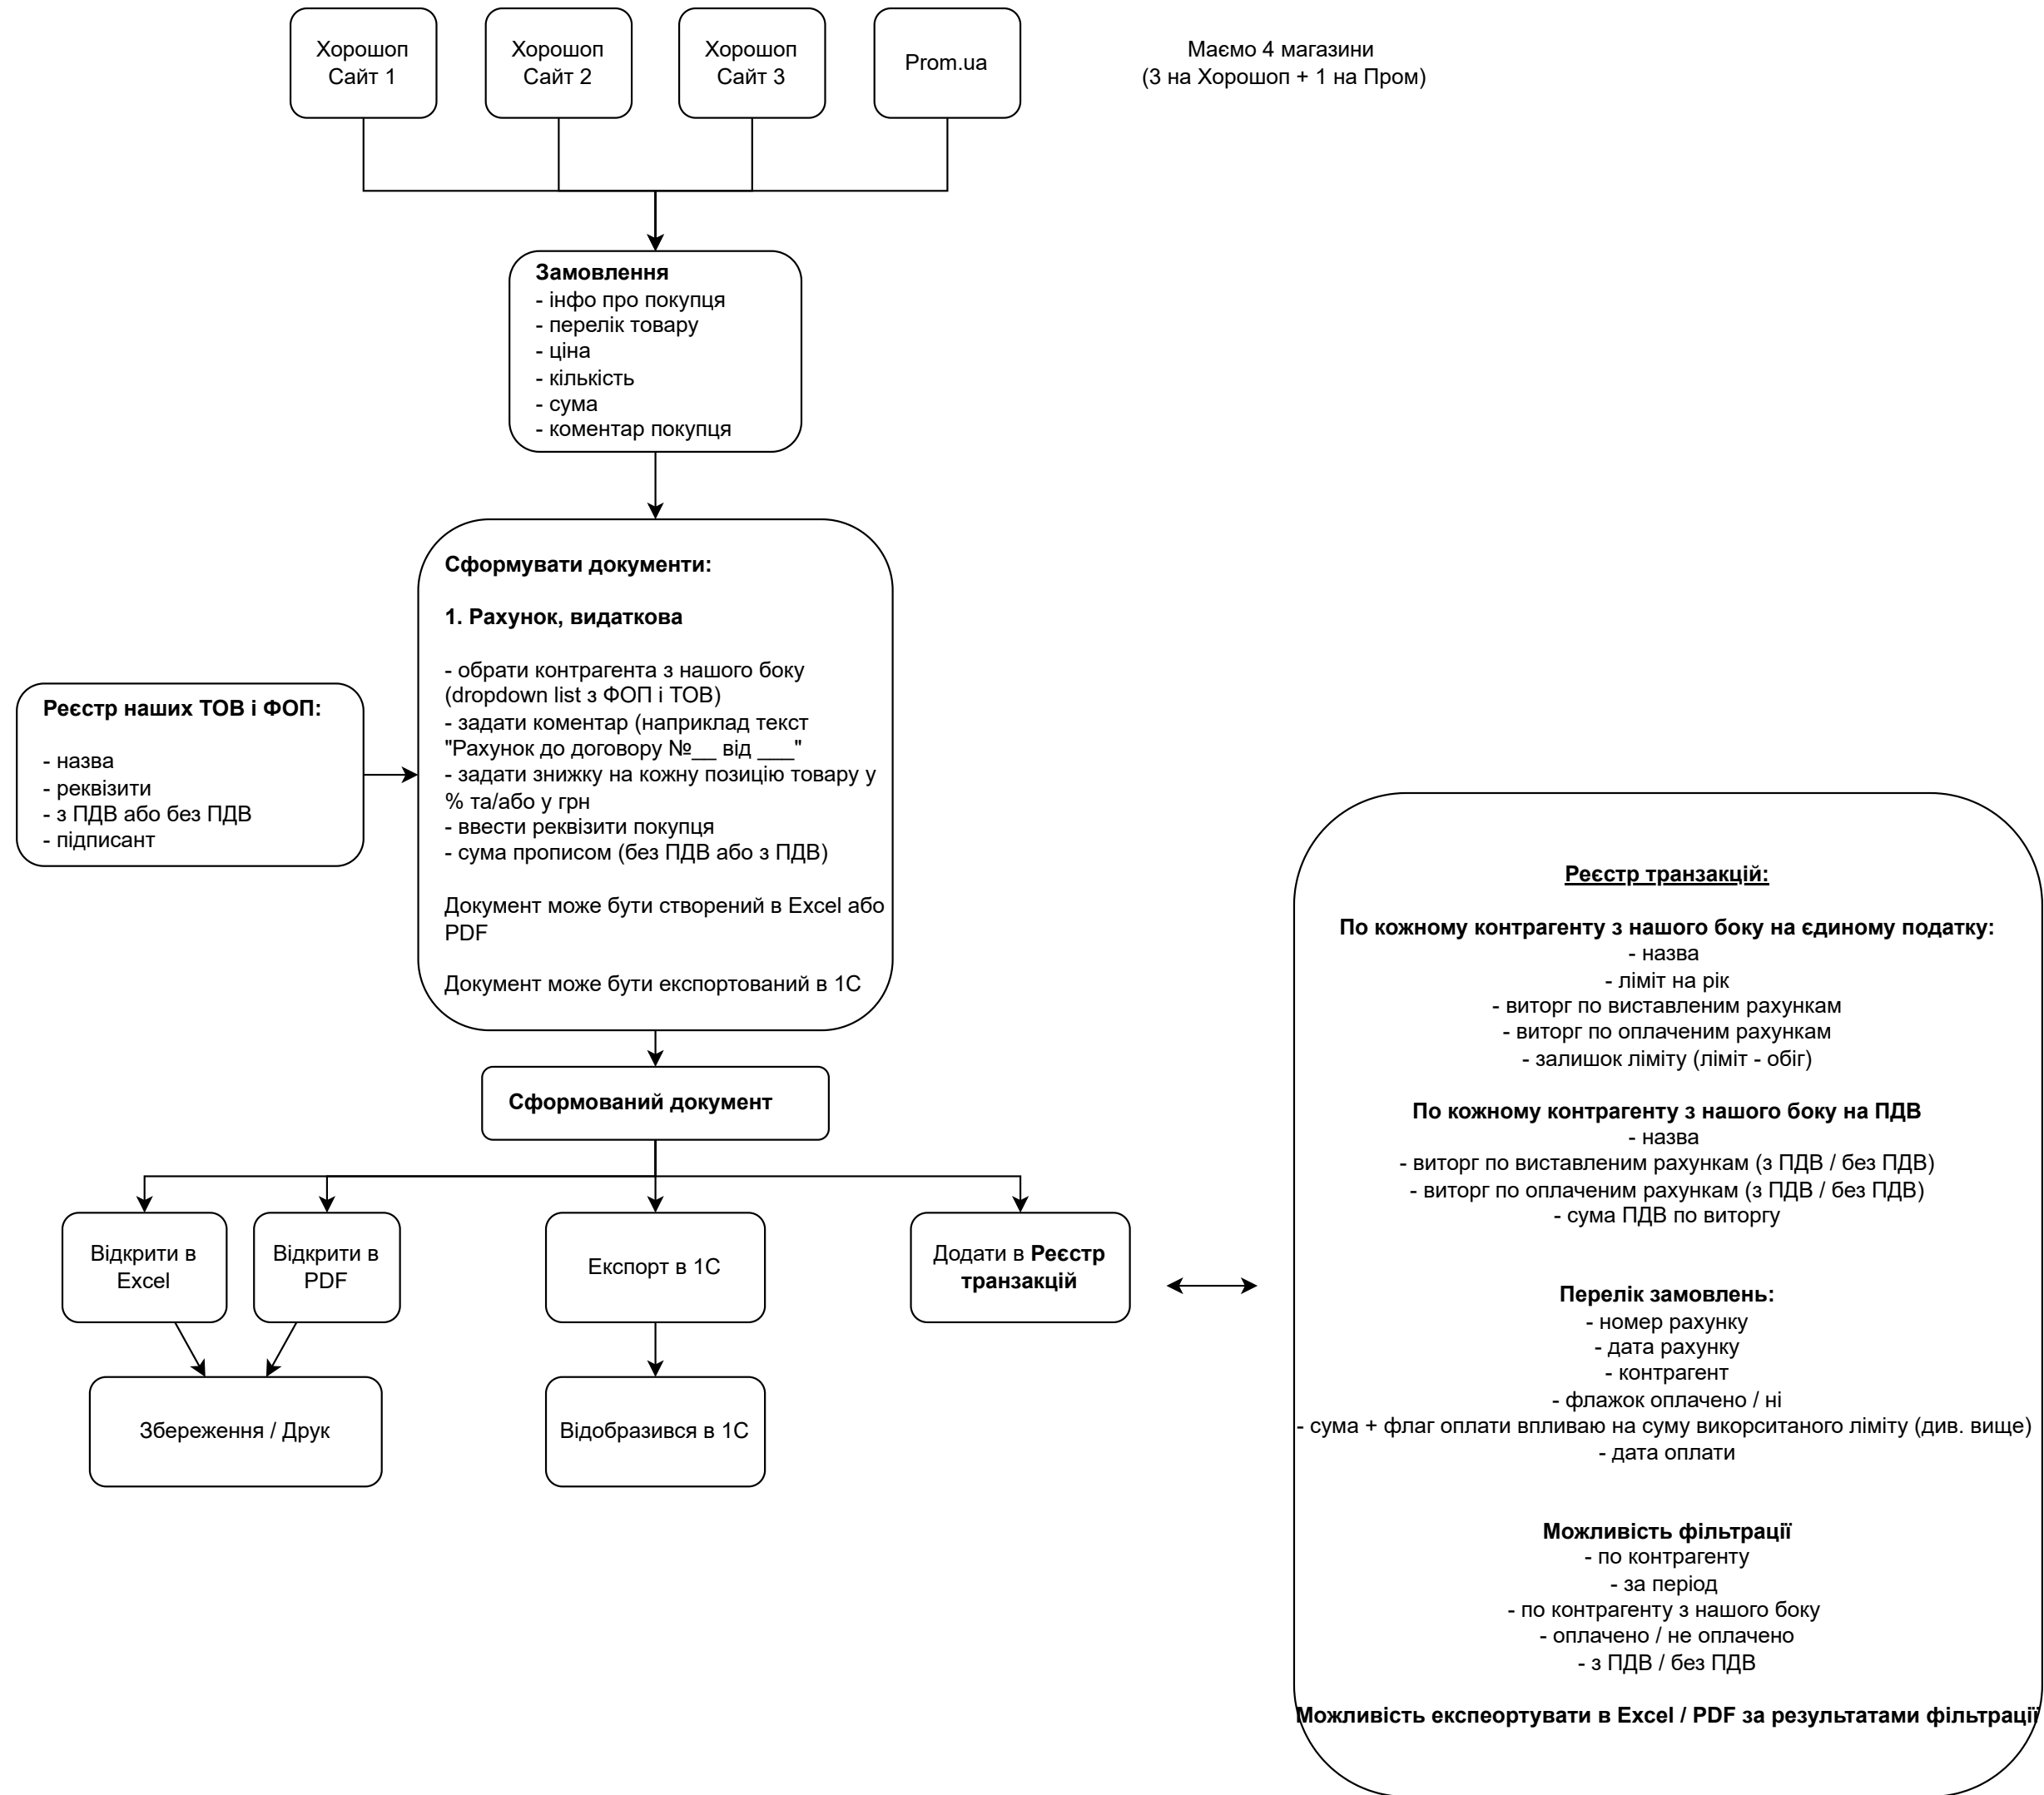 Хорошоп
Сайт 1
Хорошоп
Сайт 2
Хорошоп
Сайт 3
Prom.ua
Маємо 4 магазини
(3 на Хорошоп + 1 на Пром)
Замовлення
- інфо про покупця
- перелік товару
- ціна
- кількість
- сума
- коментар покупця
Сформувати документи:
1. Рахунок, видаткова
- обрати контрагента з нашого боку
(dropdown list з ФОП і ТОВ)
- задати коментар (наприклад текст
"Рахунок до договору №__ від ___"
- задати знижку на кожну позицію товару у
% та/або у грн
- ввести реквізити покупця
- сума прописом (без ПДВ або з ПДВ)
Документ може бути створений в Excel або
PDF
Документ може бути експортований в 1С
Реєстр наших ТОВ і ФОП:
- назва
- реквізити
- з ПДВ або без ПДВ
- підписант
Сформований документ
Відкрити в
Excel
Відкрити в
PDF
Експорт в 1С
Додати в Реєстр
транзакцій
Збереження / Друк
Відобразився в 1С
Реєстр транзакцій:
По кожному контрагенту з нашого боку на єдиному податку:
- назва
- ліміт на рік
- виторг по виставленим рахункам
- виторг по оплаченим рахункам
- залишок ліміту (ліміт - обіг)
По кожному контрагенту з нашого боку на ПДВ
- назва
- виторг по виставленим рахункам (з ПДВ / без ПДВ)
- виторг по оплаченим рахункам (з ПДВ / без ПДВ)
- сума ПДВ по виторгу
Перелік замовлень:
- номер рахунку
- дата рахунку
- контрагент
- флажок оплачено / ні
- сума + флаг оплати впливаю на суму викорситаного ліміту (див. вище)
- дата оплати
Можливість фільтрації
- по контрагенту
- за період
- по контрагенту з нашого боку
- оплачено / не оплачено
- з ПДВ / без ПДВ
Можливість експеортувати в Excel / PDF за результатами фільтрації